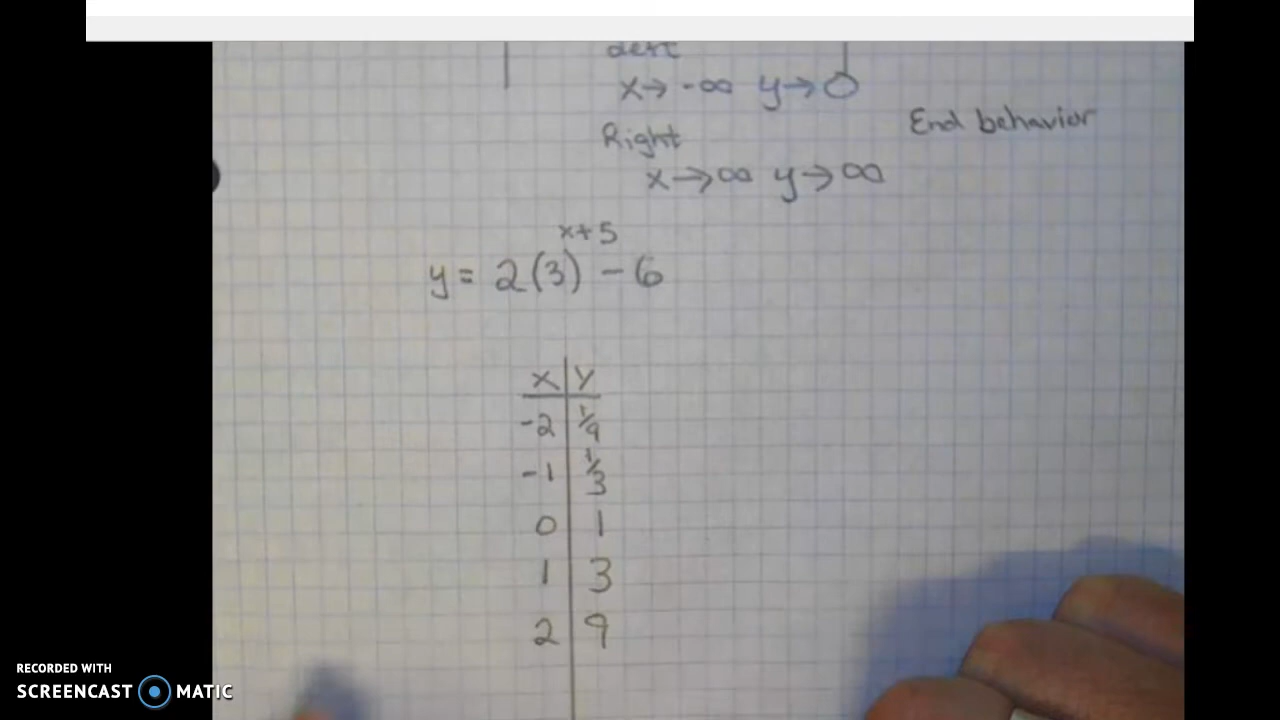 x→ -∞ y→ 0
End behavior
Right
x→∞ y→∞
y = 2(3)^(x+5) - 6
x | y
-2 | 1/9
-1 | 1/3
0 | 1
1 | 3
2 | 9
RECORDED WITH
SCREENCAST MATIC